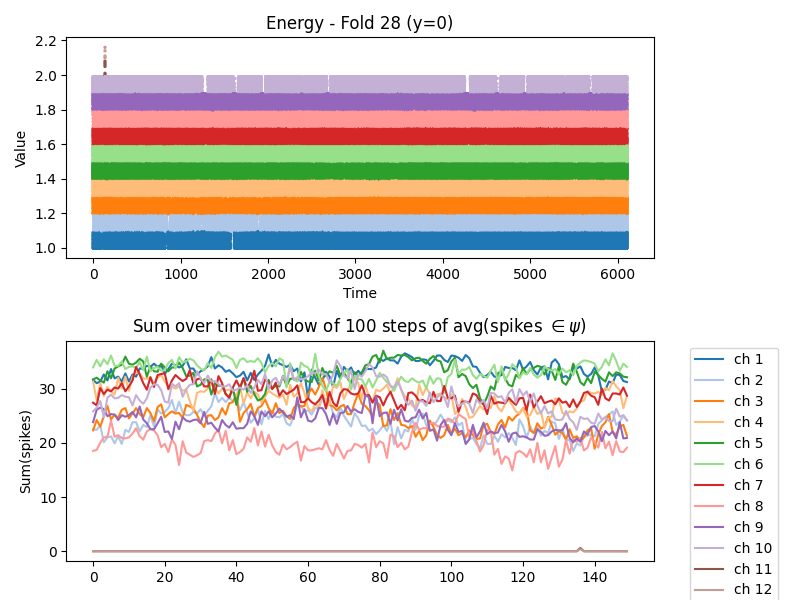 Energy - Fold 28 (y=0)
Value
2.2
2.0
1.8
1.6
1.4
1.2
1.0
0
1000
2000
3000
4000
5000
6000
Time
Sum over timewindow of 100 steps of avg(spikes ∈ψ)
Sum(spikes)
30
20
10
0
0
20
40
60
80
100
120
140
ch 1
ch 2
ch 3
ch 4
ch 5
ch 6
ch 7
ch 8
ch 9
ch 10
ch 11
ch 12